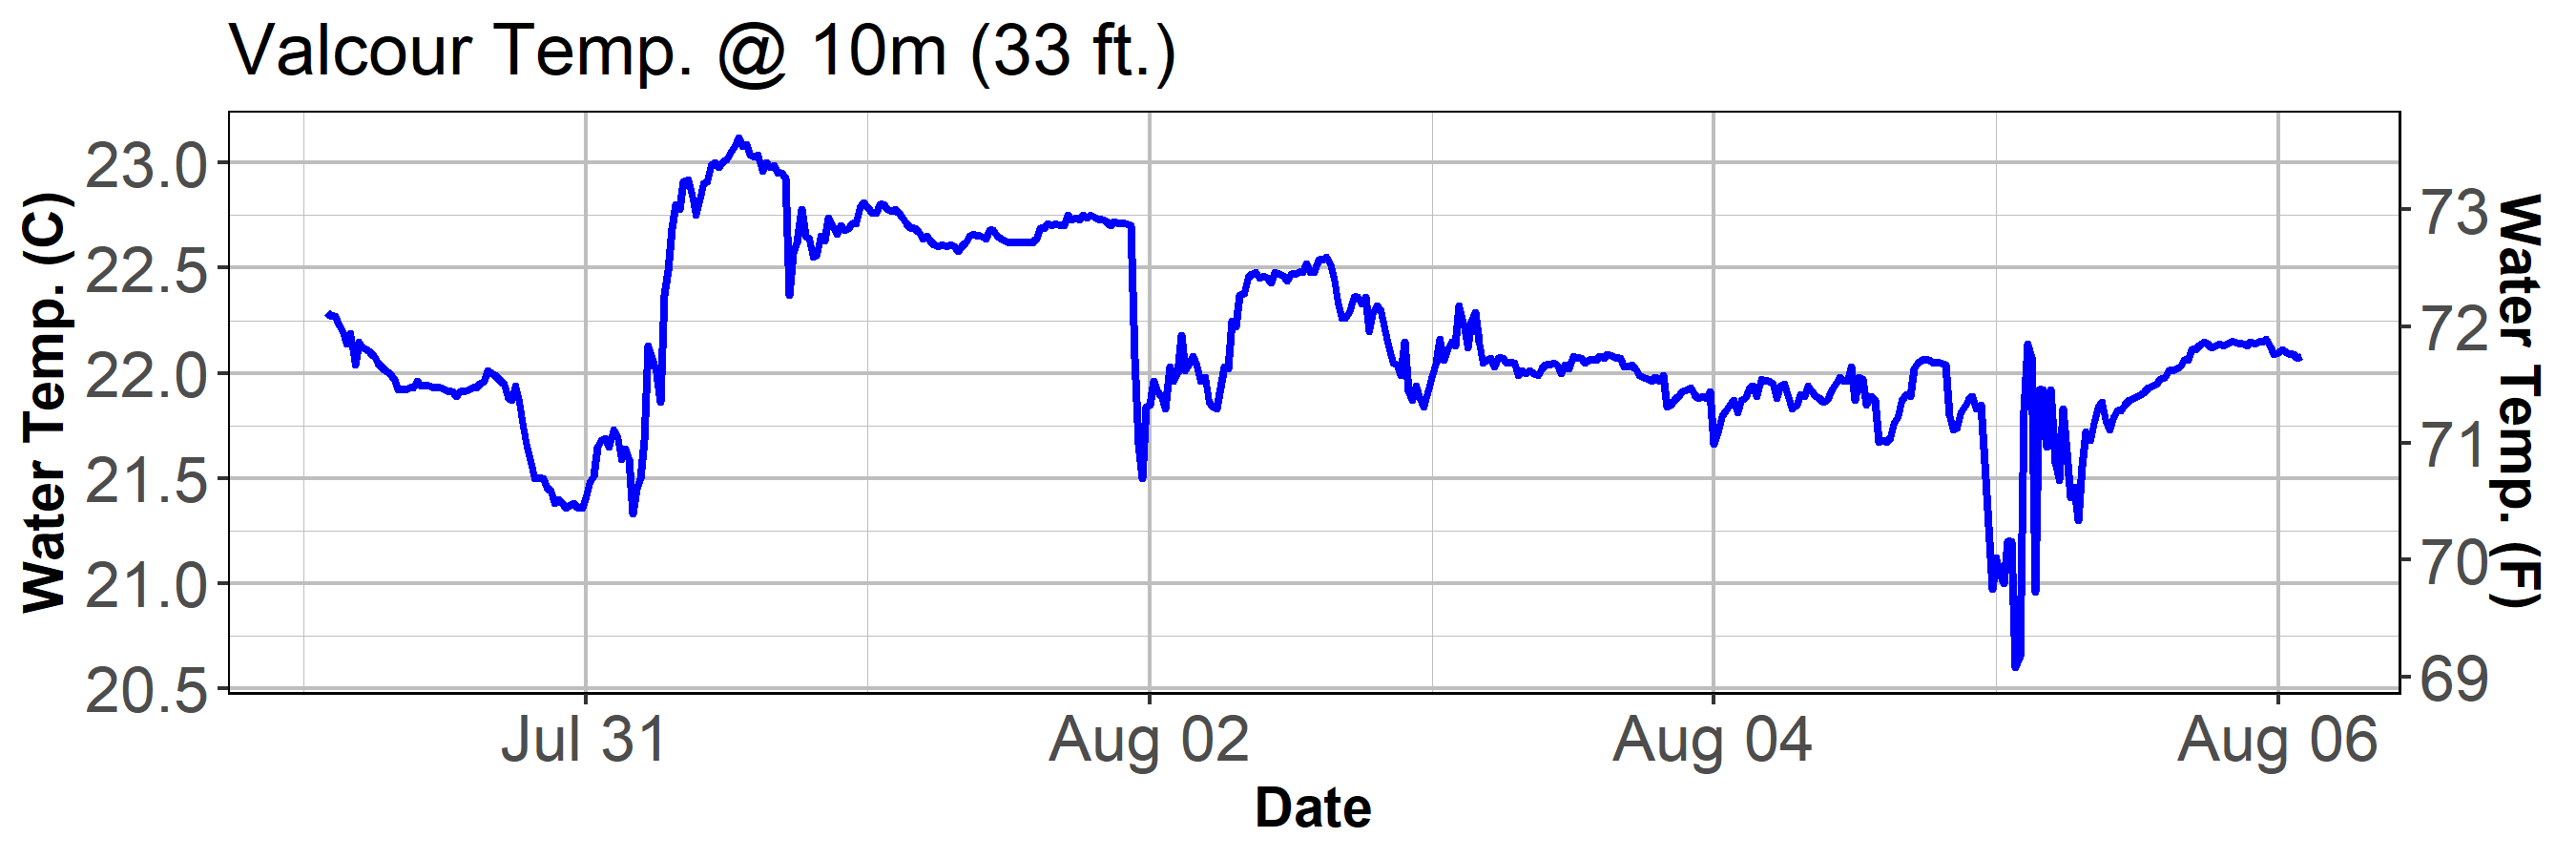 Valcour Temp. @ 10m (33 ft.)
Water Temp. (C)
23.0
22.5
22.0
21.5
21.0
20.5
73
72
71
70
69
Water Temp. (F)
Jul 31
Aug 02
Aug 04
Aug 06
Date